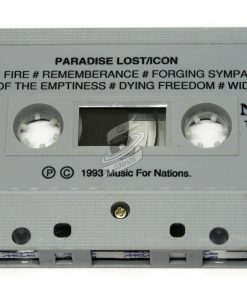 PARADISE LOST/ICON
FIRE # REMEMBERANCE # FORGING SYMPA
OF THE EMPTINESS # DYING FREEDOM # WID
N
Ⓟ © 1993 Music For Nations.